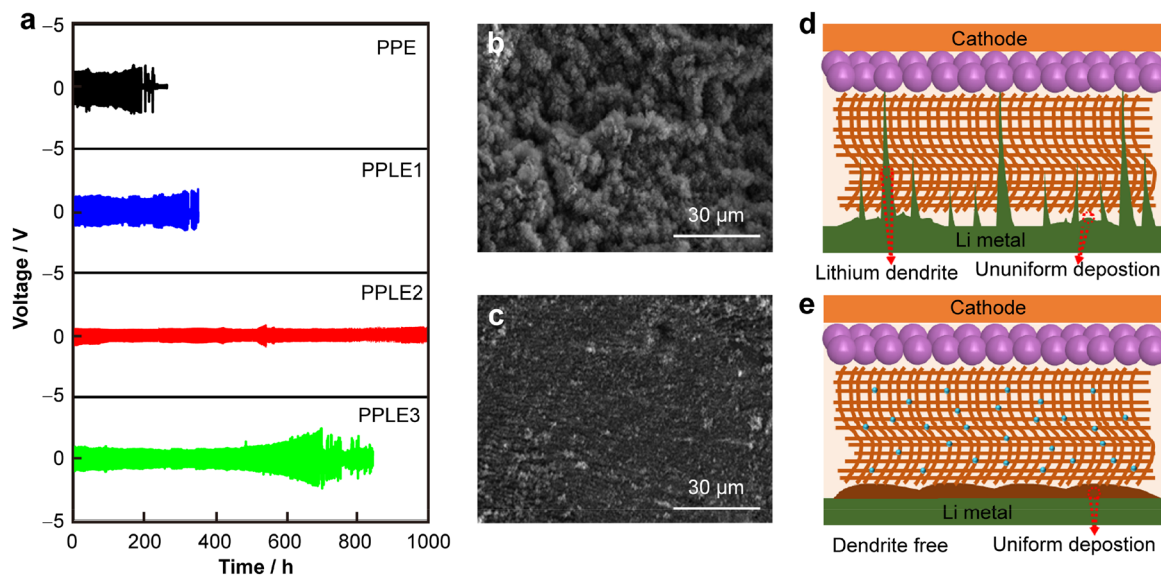 a
−5
PPE
0
−5
PPLE1
0
−5
PPLE2
0
−5
PPLE3
0
−5
Voltage / V
0
200
400
600
800
1000
Time / h
b
30 μm
c
30 μm
d
Cathode
Li metal
Lithium dendrite
Ununiform depostion
e
Cathode
Li metal
Dendrite free
Uniform depostion